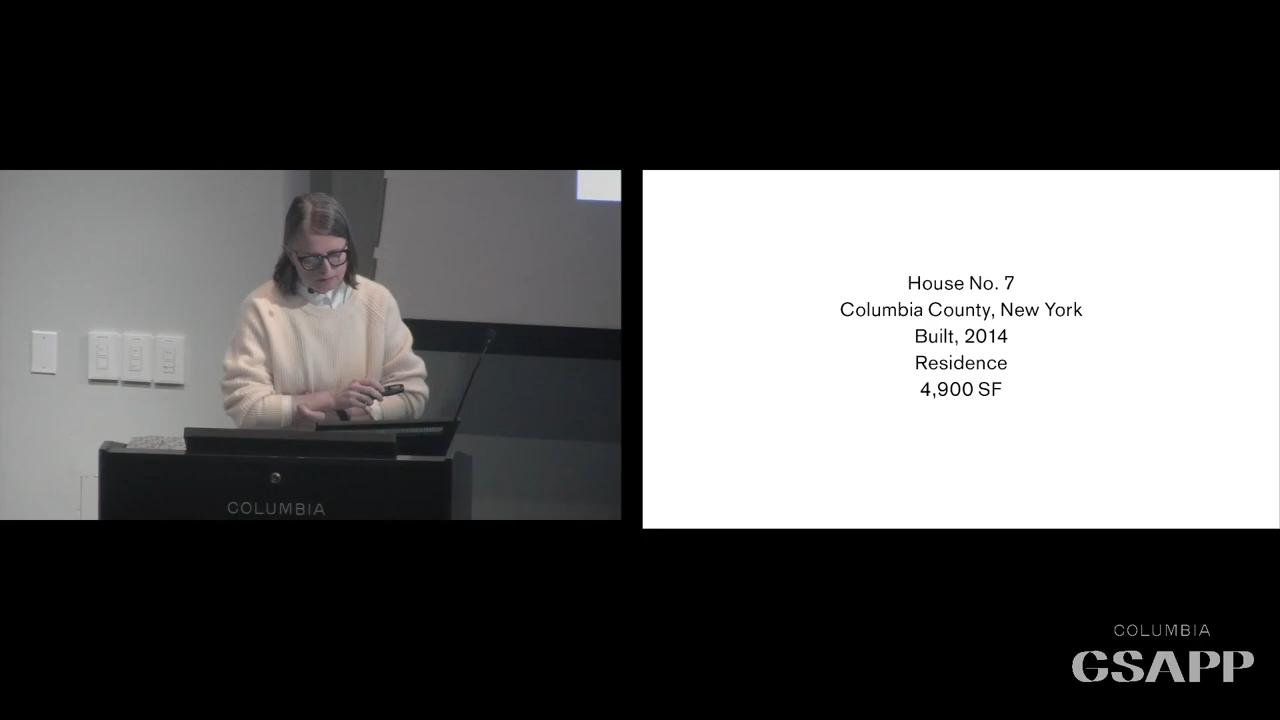 House No. 7
Columbia County, New York
Built, 2014
Residence
4,900 SF
COLUMBIA
COLUMBIA
GSAPP